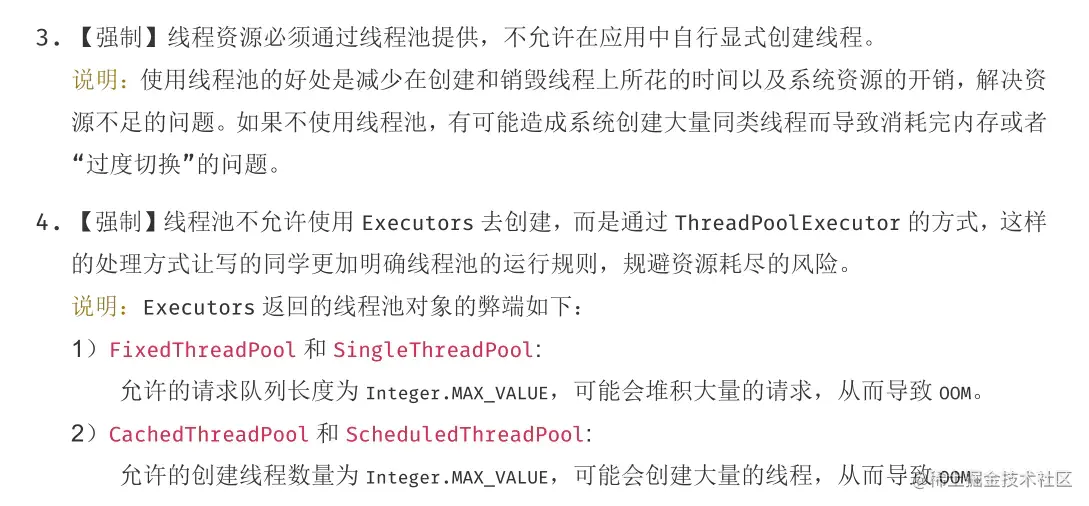 3. 【强制】线程资源必须通过线程池提供，不允许在应用中自行显式创建线程。
说明：使用线程池的好处是减少在创建和销毁线程上所花的时间以及系统资源的开销，解决资
源不足的问题。如果不使用线程池，有可能造成系统创建大量同类线程而导致消耗完内存或者
“过度切换”的问题。
4. 【强制】线程池不允许使用 Executors 去创建，而是通过 ThreadPoolExecutor 的方式，这样
的处理方式让写的同学更加明确线程池的运行规则，规避资源耗尽的风险。
说明：Executors 返回的线程池对象的弊端如下：
1）FixedThreadPool 和 SingleThreadPool:
允许的请求队列长度为 Integer.MAX_VALUE，可能会堆积大量的请求，从而导致 OOM。
2）CachedThreadPool 和 ScheduledThreadPool:
允许的创建线程数量为 Integer.MAX_VALUE，可能会创建大量的线程，从而导致 OOM。
@稀土掘金技术社区